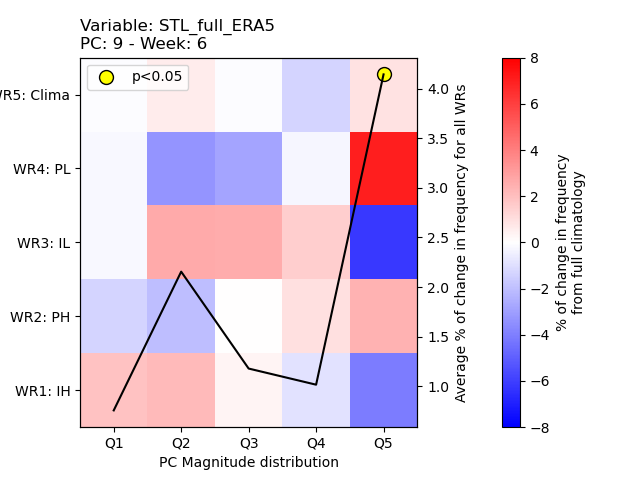 Variable: STL_full_ERA5
PC: 9 - Week: 6
p<0.05
WR5: Clima
WR4: PL
WR3: IL
WR2: PH
WR1: IH
Q1 Q2 Q3 Q4 Q5
PC Magnitude distribution
4.0
3.5
3.0
2.5
2.0
1.5
1.0
Average % of change in frequency for all WRs
8
6
4
2
0
−2
−4
−6
−8
% of change in frequency
from full climatology